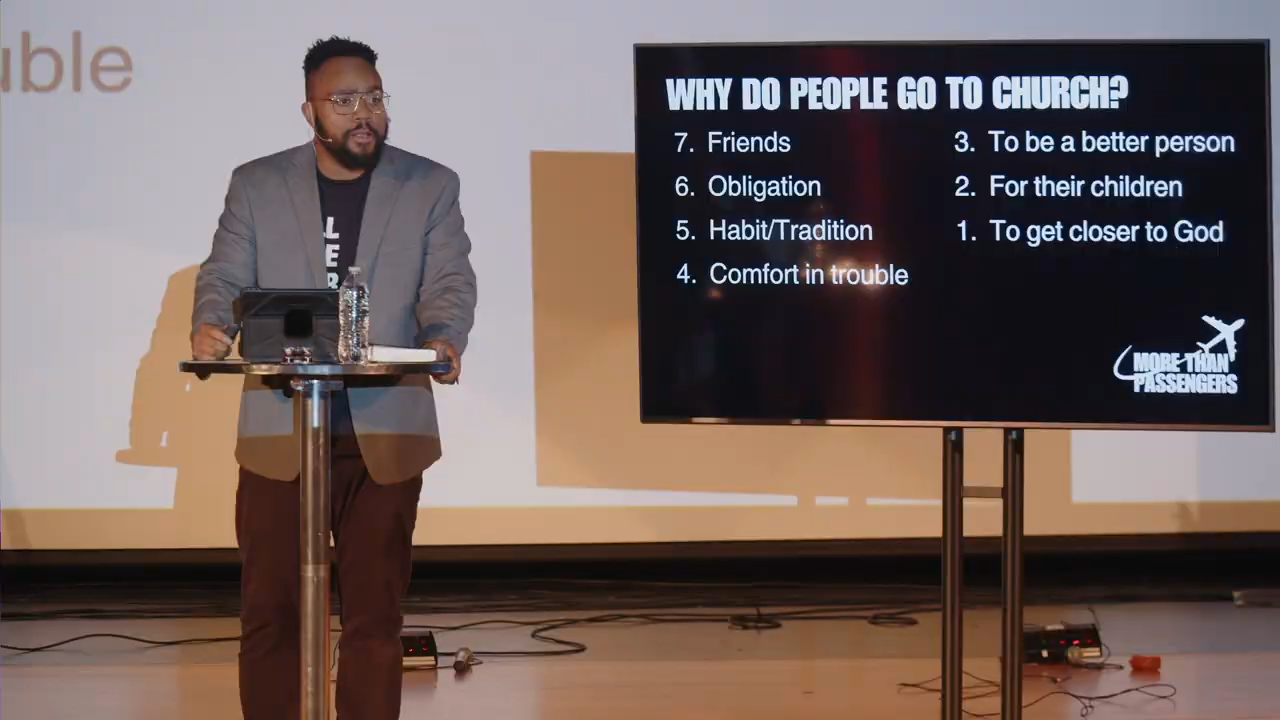 uble
WHY DO PEOPLE GO TO CHURCH?
7. Friends
6. Obligation
5. Habit/Tradition
4. Comfort in trouble
3. To be a better person
2. For their children
1. To get closer to God
MORE THAN
PASSENGERS
L
E